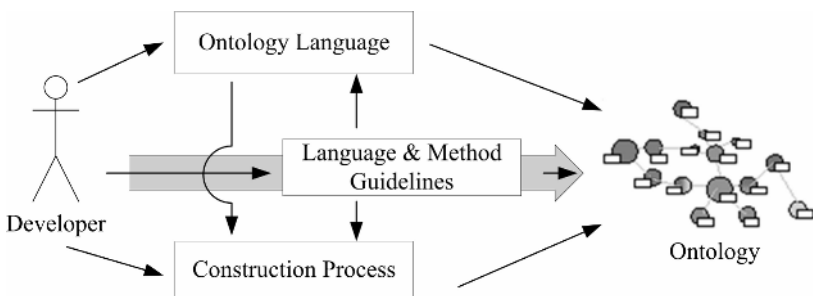 Ontology Language
Language & Method
Guidelines
Developer
Construction Process
Ontology